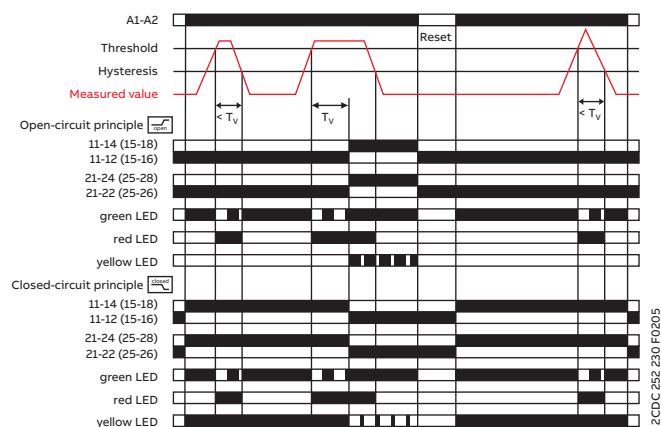 A1-A2
Reset
Threshold
Hysteresis
Measured value
< Tv
Tv
< Tv
Open-circuit principle open
11-14 (15-18)
11-12 (15-16)
21-24 (25-28)
21-22 (25-26)
green LED
red LED
yellow LED
Closed-circuit principle closed
11-14 (15-18)
11-12 (15-16)
21-24 (25-28)
21-22 (25-26)
green LED
red LED
yellow LED
2CDC 252 230 F0205